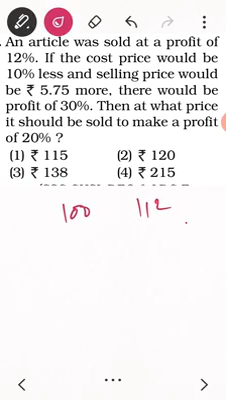 . An article was sold at a profit of
12%. If the cost price would be
10% less and selling price would
be ₹ 5.75 more, there would be
profit of 30%. Then at what price
it should be sold to make a profit
of 20% ?
(1) ₹ 115 (2) ₹ 120
(3) ₹ 138 (4) ₹ 215
100 112